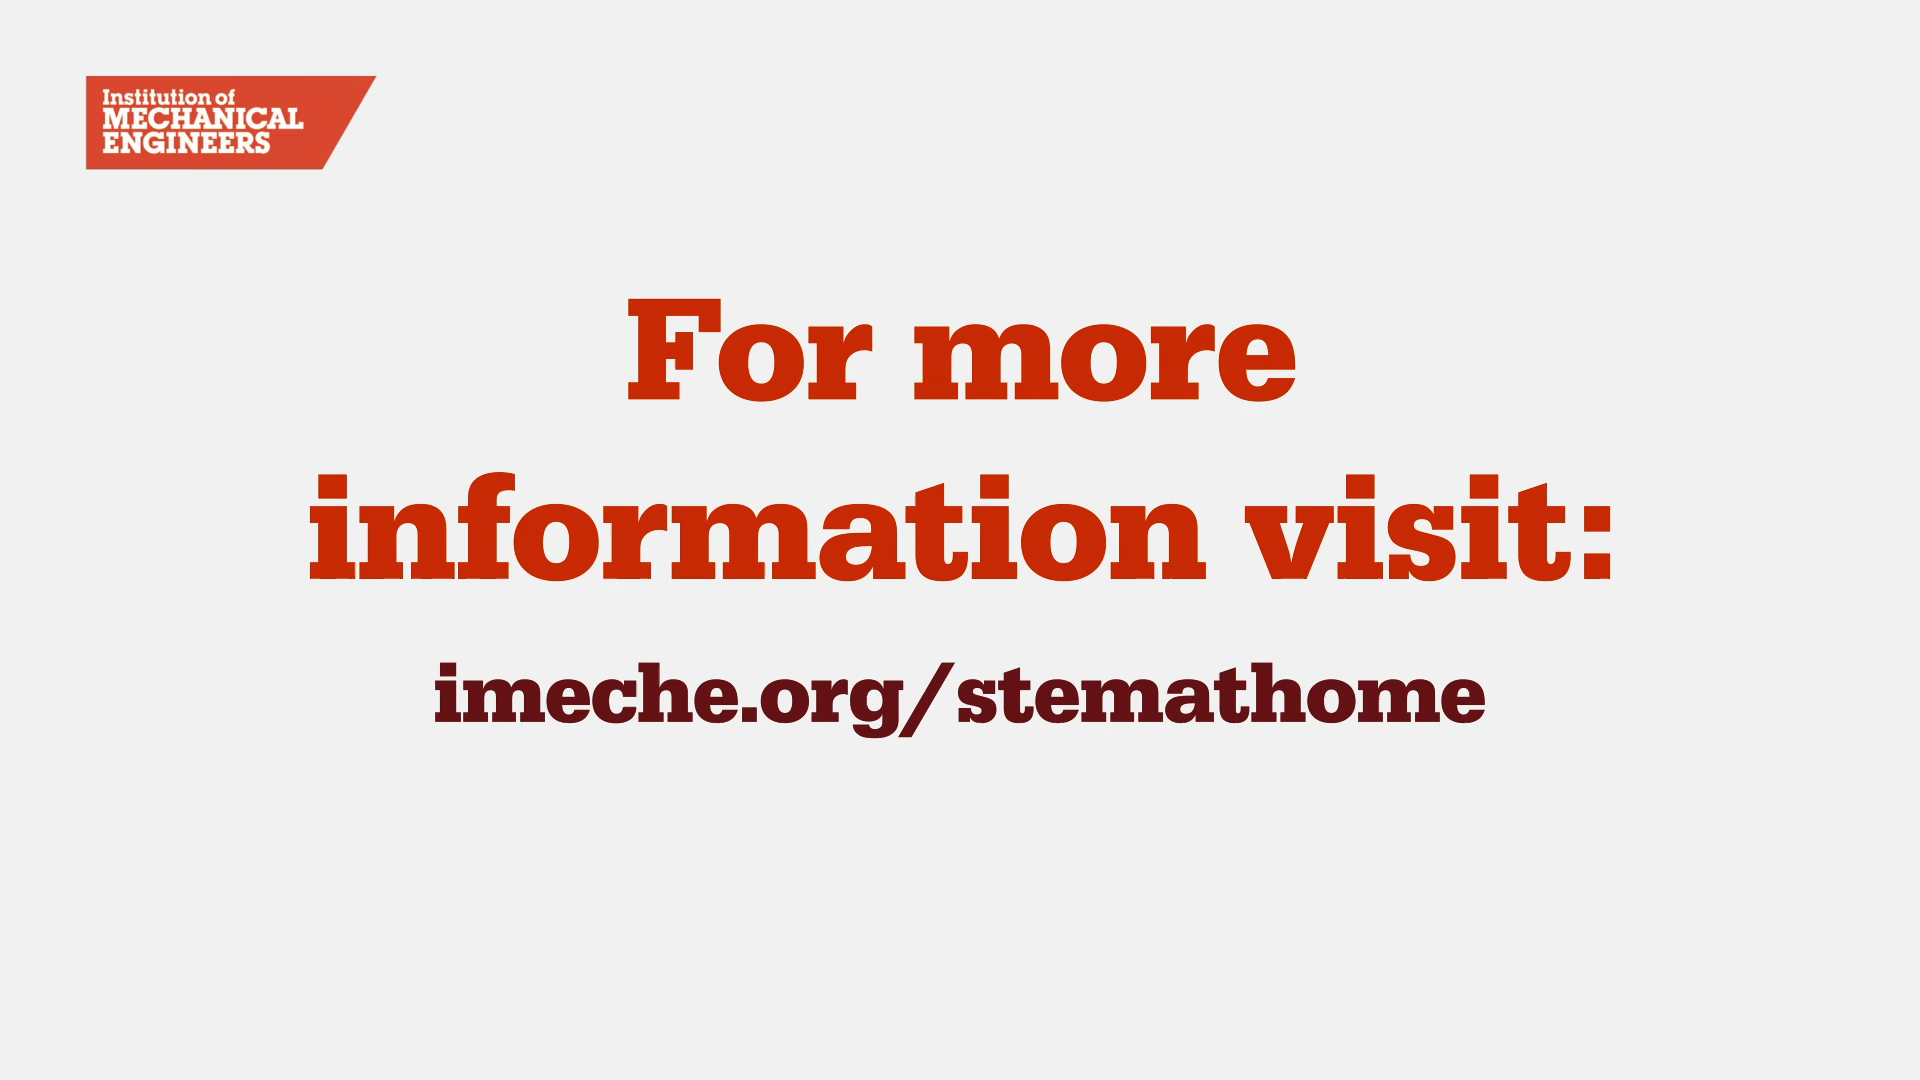 Institution of
MECHANICAL
ENGINEERS
For more
information visit:
imeche.org/stemathome